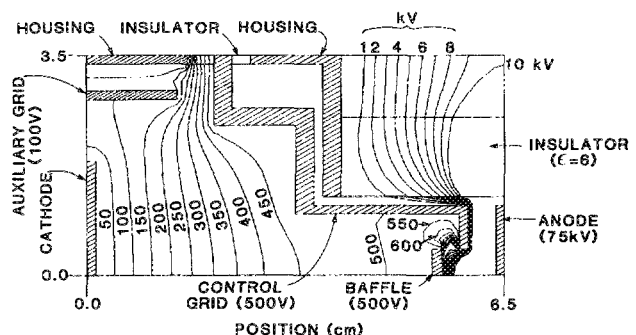 HOUSING INSULATOR HOUSING
kV
12 4 6 8
3.5
10 kV
AUXILIARY GRID
(100V)
CATHODE
INSULATOR
(ϵ=6)
ANODE
(75kV)
50 100 150 200 250 300 350 400 450
500
550
600
0.0
CONTROL
GRID (500V)
BAFFLE
(500V)
0.0
6.5
POSITION (cm)